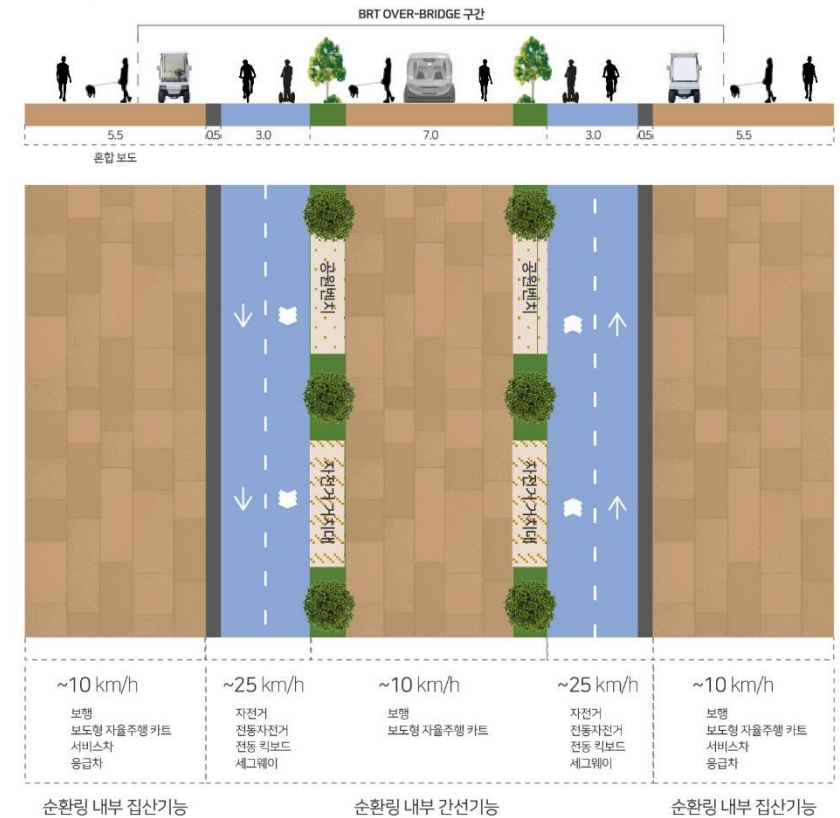 BRT OVER-BRIDGE 구간
5.5 0.5 3.0 7.0 3.0 0.5 5.5
혼합 보도
공원벤치 공원벤치
자전거 거치대 자전거 거치대
~10 km/h ~25 km/h ~10 km/h ~25 km/h ~10 km/h
보행 자전거 보행 자전거 보행
보도형 자율주행 카트 전동자전거 보도형 자율주행 카트 전동자전거 보도형 자율주행 카트
서비스차 전동 킥보드 전동 킥보드 서비스차
응급차 세그웨이 세그웨이 응급차
순환링 내부 집산기능 순환링 내부 간선기능 순환링 내부 집산기능